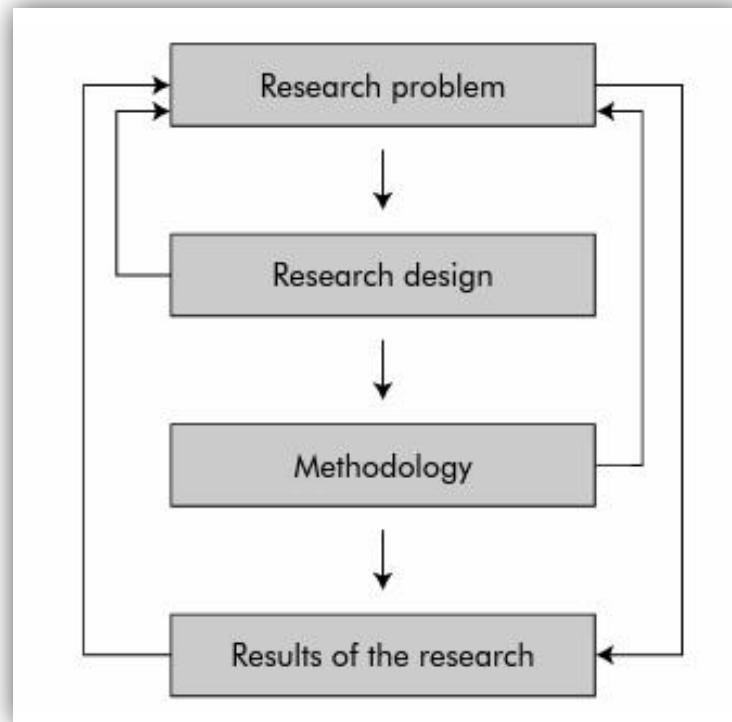 Research problem
Research design
Methodology
Results of the research